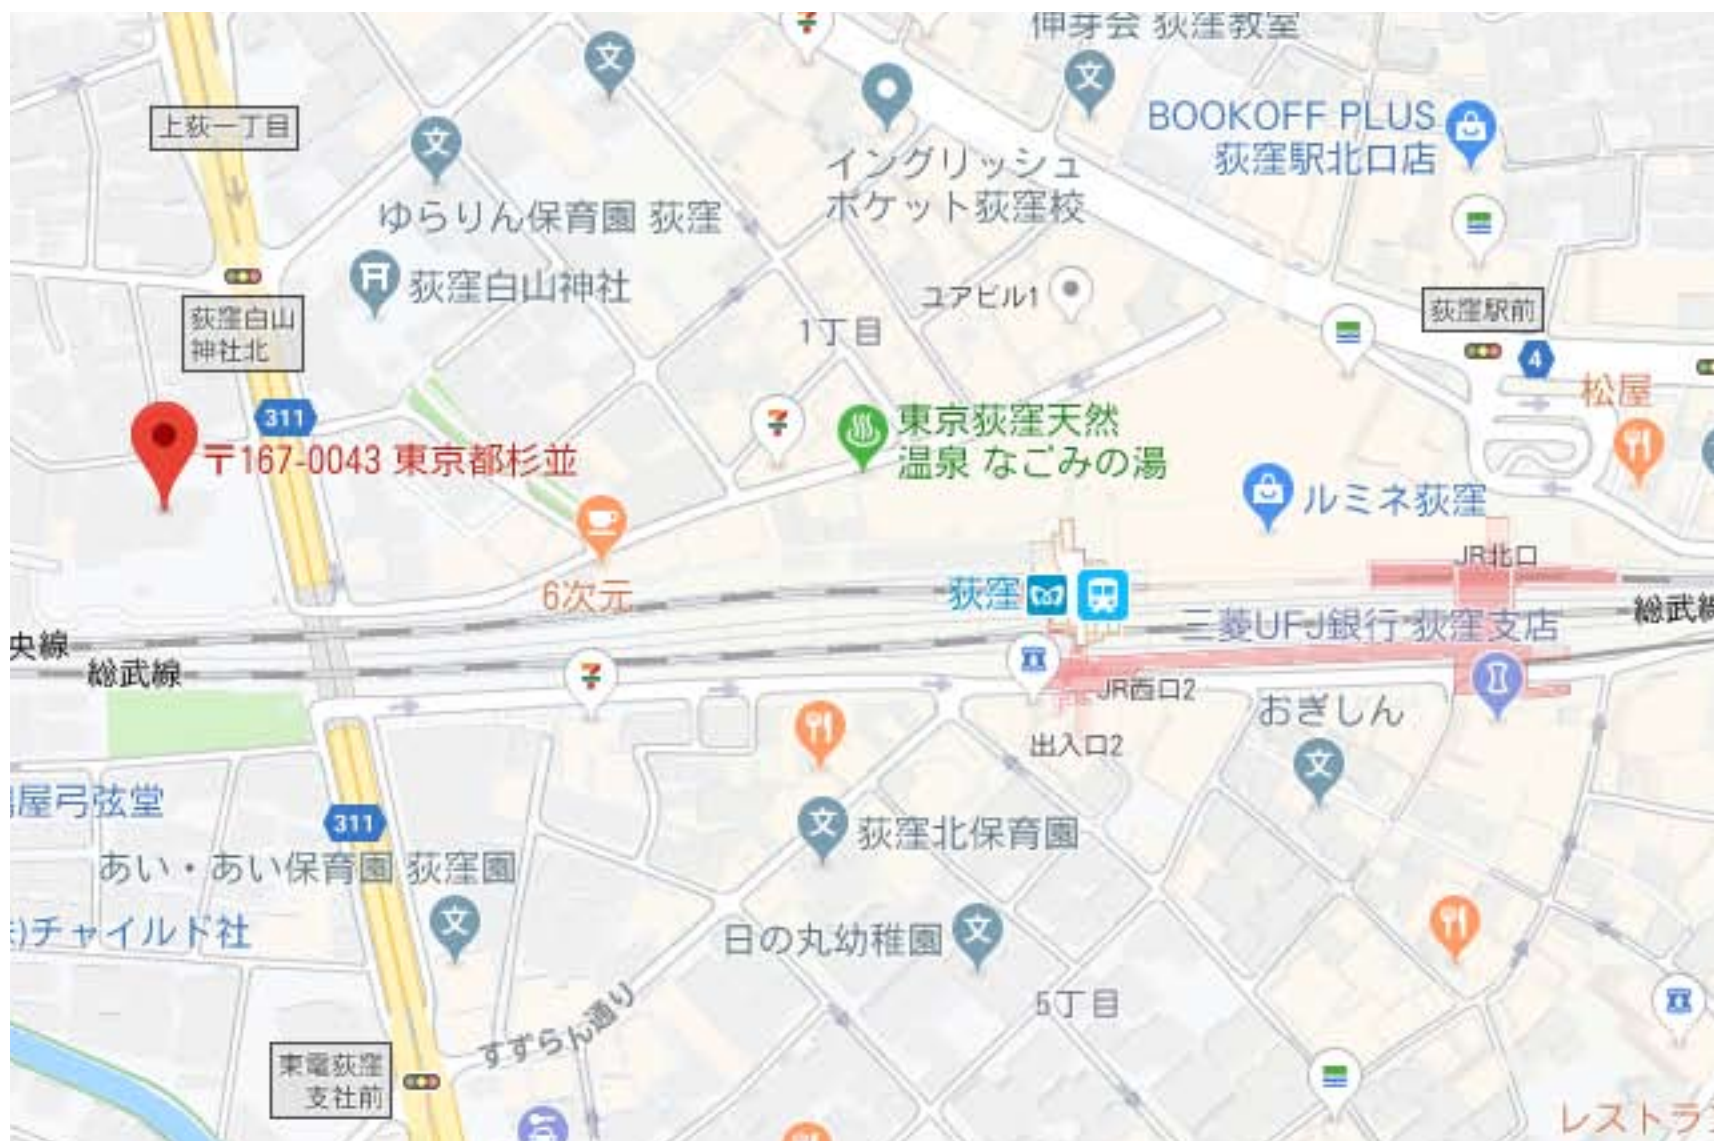 伸芽会 荻窪教室
BOOKOFF PLUS
荻窪駅北口店
上荻一丁目
イングリッシュ
ポケット荻窪校
ゆらりん保育園 荻窪
荻窪白山神社
ユアビル1
荻窪駅前
荻窪白山
神社北
1丁目
4
松屋
311
〒167-0043 東京都杉並
東京荻窪天然
温泉 なごみの湯
ルミネ荻窪
JR北口
6次元
荻窪
三菱UFJ銀行 荻窪支店
総武線
央線
総武線
JR西口2
おぎしん
出入口2
屋弓弦堂
311
荻窪北保育園
あい・あい保育園 荻窪園
)チャイルド社
日の丸幼稚園
5丁目
すずらん通り
東電荻窪
支社前
レストラン